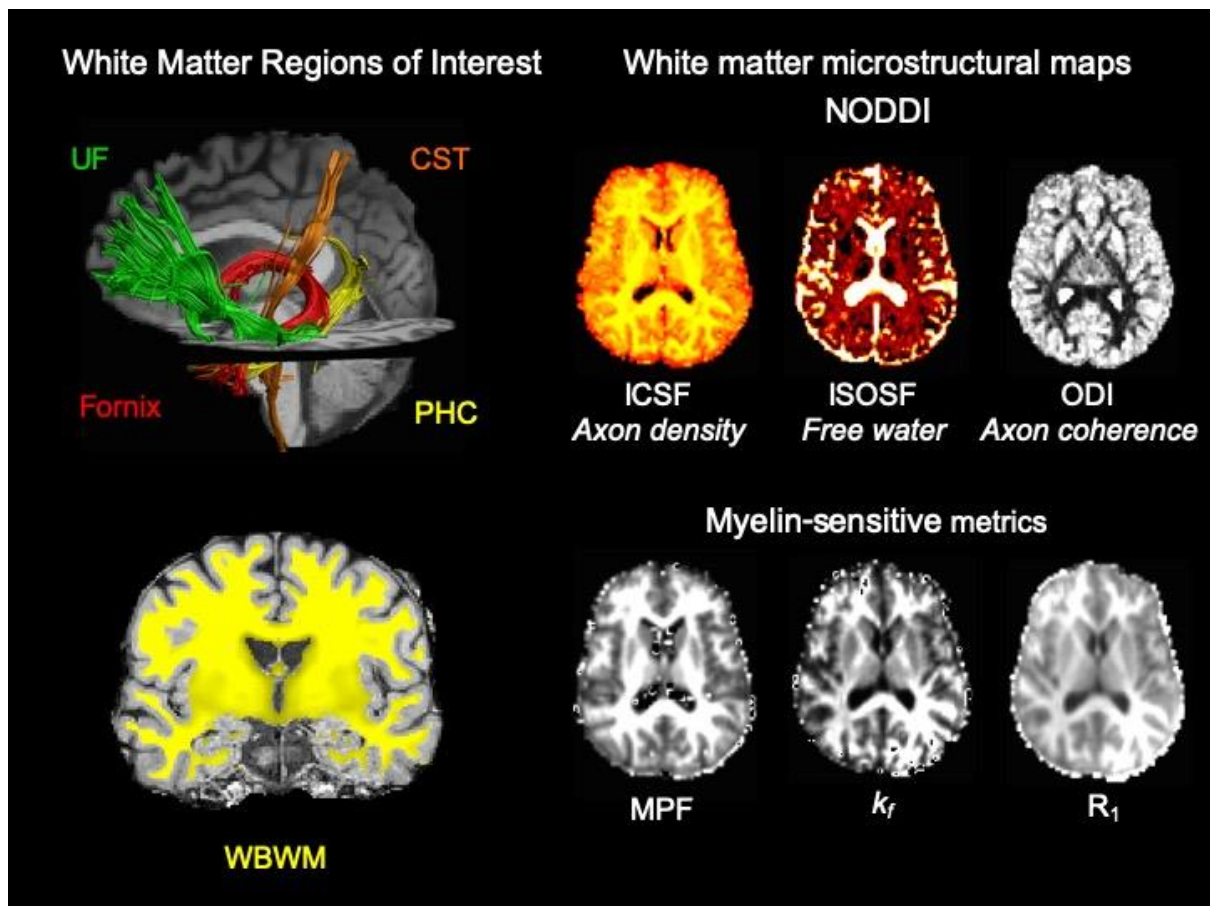 White Matter Regions of Interest
UF
CST
Fornix
PHC
WBWM
White matter microstructural maps
NODDI
ICSF
Axon density
ISOSF
Free water
ODI
Axon coherence
Myelin-sensitive metrics
MPF
kf
R1